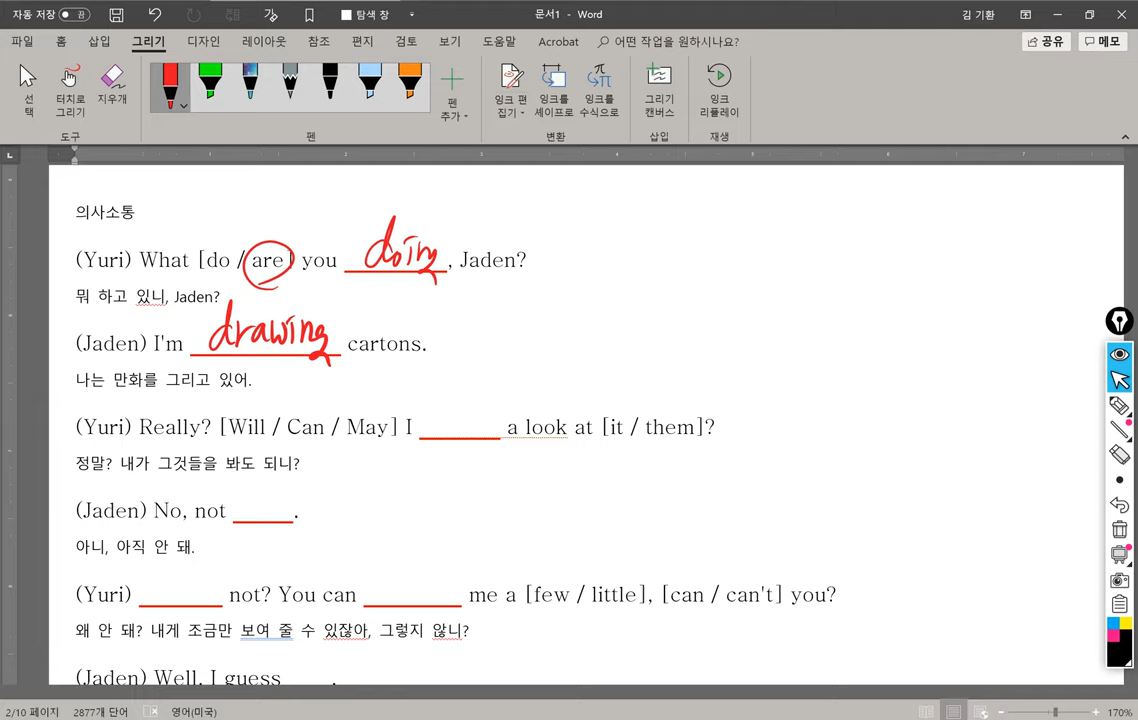 자동 저장 끔 탐색 창 문서1 - Word 김 기환
파일 홈 삽입 그리기 디자인 레이아웃 참조 편지 검토 보기 도움말 Acrobat 어떤 작업을 원하시나요? 공유 메모
선택 터치로 그리기 지우개 펜 추가 잉크 편집기 잉크를 셰이프로 잉크를 수식으로 그리기 캔버스 잉크 리플레이
도구 펜 변환 삽입 재생
의사소통
(Yuri) What [do / are] you doing, Jaden?
뭐 하고 있니, Jaden?
(Jaden) I'm drawing cartons.
나는 만화를 그리고 있어.
(Yuri) Really? [Will / Can / May] I ______ a look at [it / them]?
정말? 내가 그것들을 봐도 되니?
(Jaden) No, not _____.
아니, 아직 안 돼.
(Yuri) ______ not? You can ______ me a [few / little], [can / can't] you?
왜 안 돼? 내게 조금만 보여 줄 수 있잖아, 그렇지 않니?
(Jaden) Well, I guess ____.
2/10 페이지 2877개 단어 영어(미국) 170%